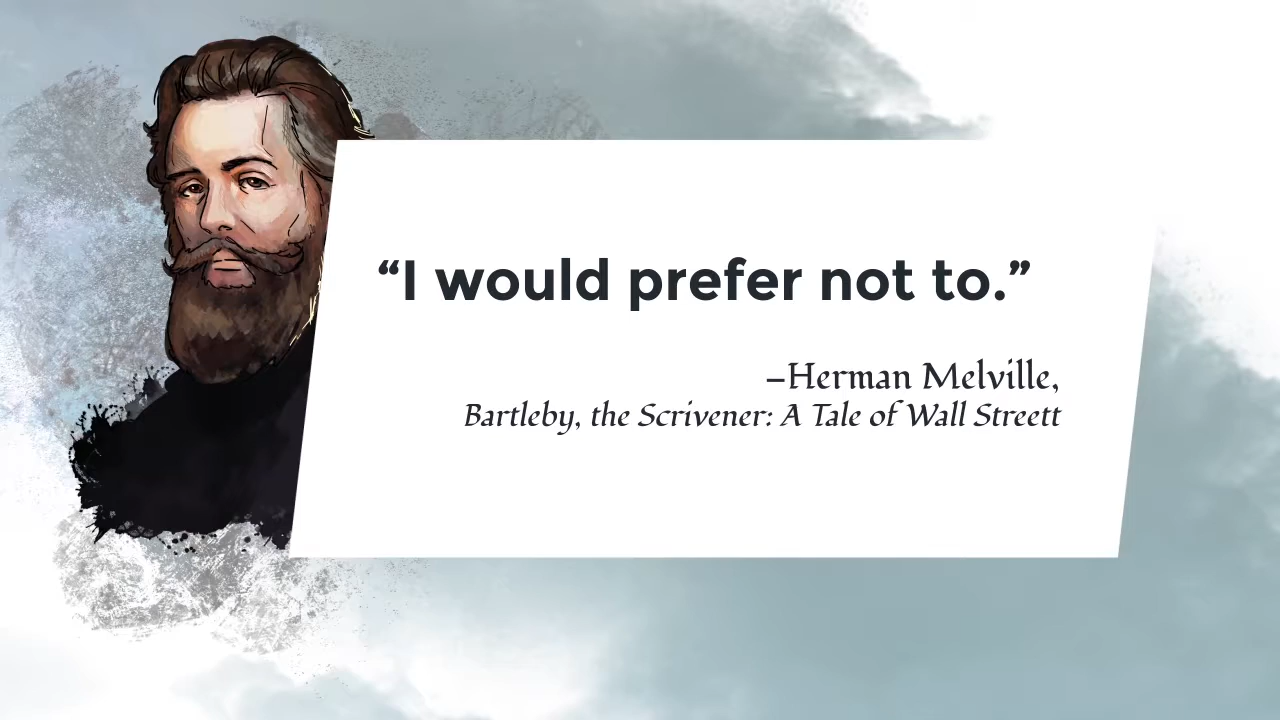 “I would prefer not to.”
–Herman Melville,
Bartleby, the Scrivener: A Tale of Wall Streett